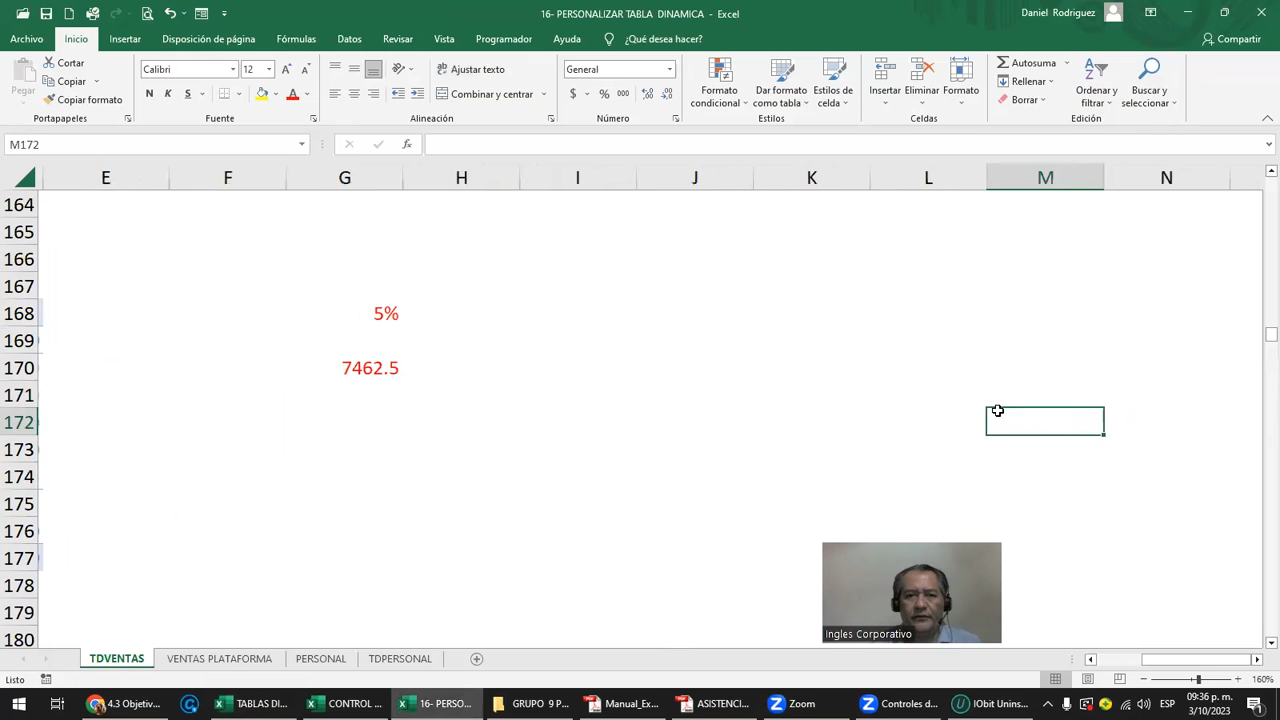 16- PERSONALIZAR TABLA DINAMICA - Excel
Daniel Rodriguez
Archivo Inicio Insertar Disposición de página Fórmulas Datos Revisar Vista Programador Ayuda ¿Qué desea hacer? Compartir
Pegar
Cortar
Copiar
Copiar formato
Portapapeles
Calibri 12
N K S
Fuente
Ajustar texto
Combinar y centrar
Alineación
General
$ % 000
Número
Formato condicional
Dar formato como tabla
Estilos de celda
Estilos
Insertar Eliminar Formato
Celdas
Autosuma
Rellenar
Borrar
Ordenar y filtrar
Buscar y seleccionar
Edición
M172
fx
E F G H I J K L M N
164
165
166
167
168 5%
169
170 7462.5
171
172
173
174
175
176
177
178
179
180
Ingles Corporativo
TDVENTAS VENTAS PLATAFORMA PERSONAL TDPERSONAL
Listo
160%
4.3 Objetiv... TABLAS DI... CONTROL ... 16- PERSO... GRUPO 9 P... Manual_Ex... ASISTENCI... Zoom Controles d... IObit Unins... ESP 09:36 p. m.
3/10/2023